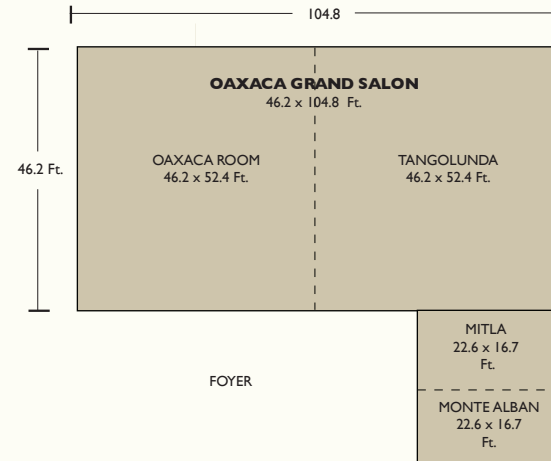 104.8
OAXACA GRAND SALON
46.2 x 104.8 Ft.
46.2 Ft.
OAXACA ROOM
46.2 x 52.4 Ft.
TANGOLUNDA
46.2 x 52.4 Ft.
FOYER
MITLA
22.6 x 16.7
Ft.
MONTE ALBAN
22.6 x 16.7
Ft.